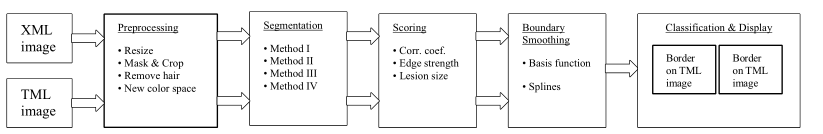 XML
image
TML
image
Preprocessing
• Resize
• Mask & Crop
• Remove hair
• New color space
Segmentation
• Method I
• Method II
• Method III
• Method IV
Scoring
• Corr. coef.
• Edge strength
• Lesion size
Boundary
Smoothing
• Basis function
• Splines
Classification & Display
Border
on TML
image
Border
on TML
image